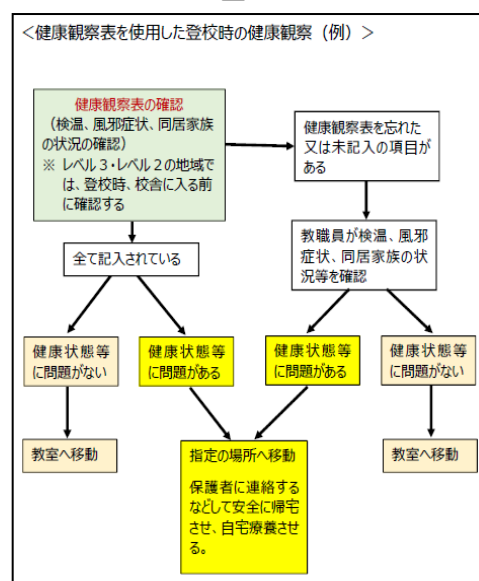 ＜健康観察表を使用した登校時の健康観察（例）＞
健康観察表の確認
（検温、風邪症状、同居家族
の状況の確認）
※ レベル３・レベル２の地域で
は、登校時、校舎に入る前
に確認する
健康観察表を忘れた
又は未記入の項目が
ある
全て記入されている
教職員が検温、風邪
症状、同居家族の状
況等を確認
健康状態等
に問題がない
健康状態等
に問題がある
健康状態等
に問題がある
健康状態等
に問題がない
教室へ移動
指定の場所へ移動
保護者に連絡する
などして安全に帰宅
させ、自宅療養させ
る。
教室へ移動